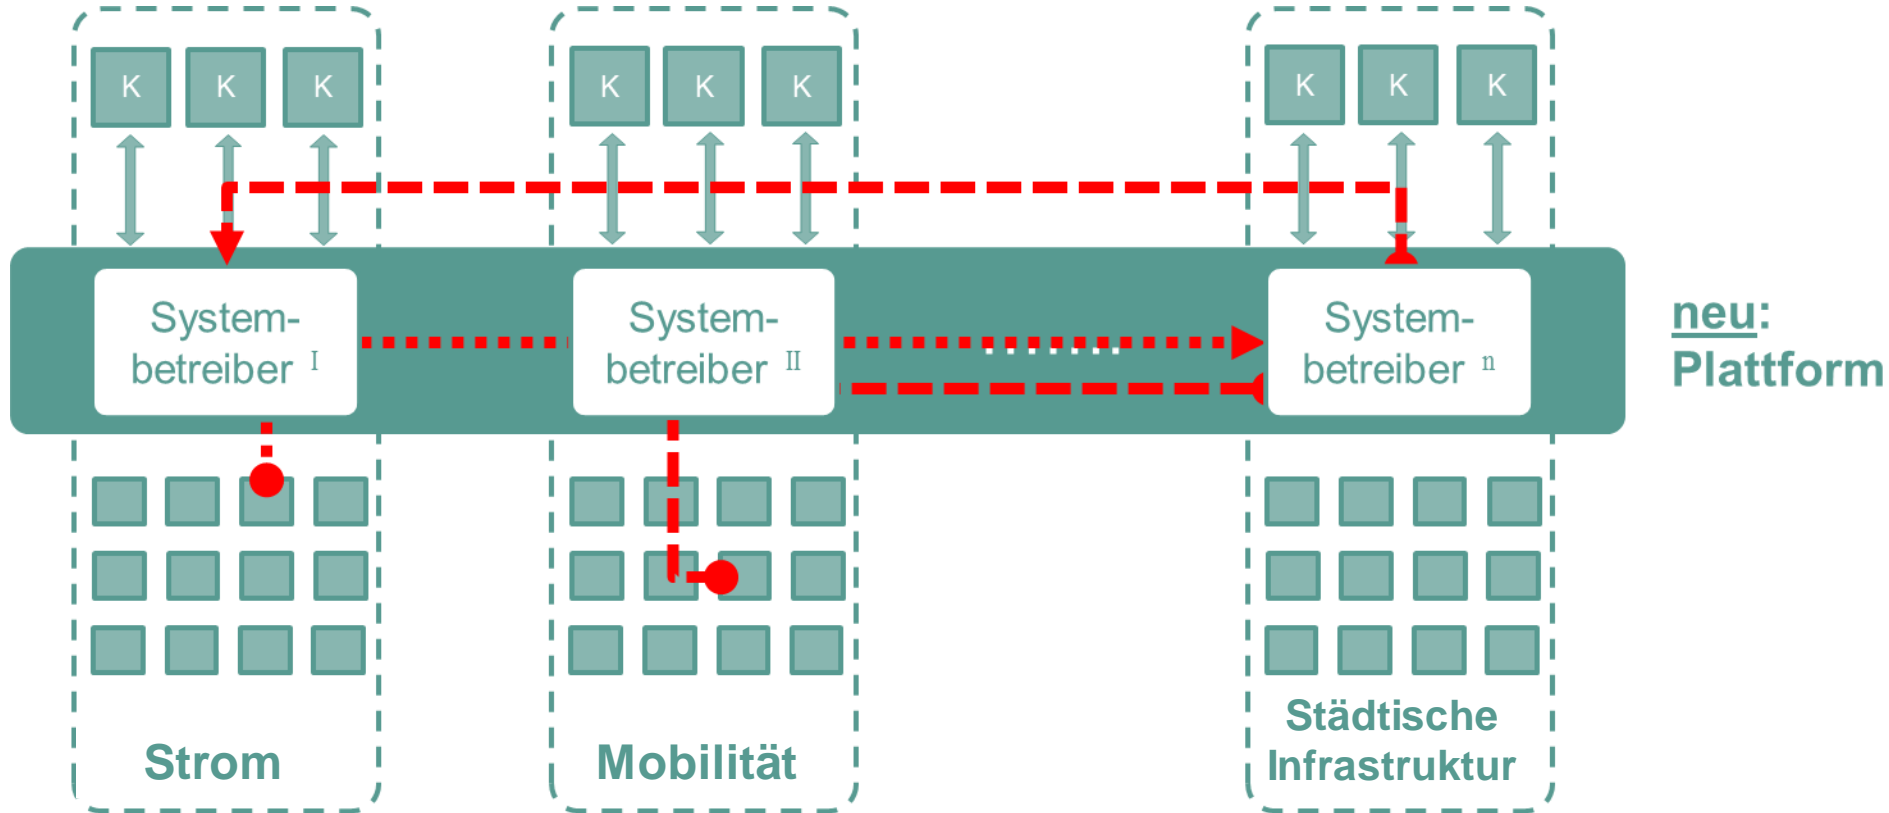 K K K K K K K K K
System-
betreiber I
System-
betreiber II
.......
System-
betreiber n
neu:
Plattform
Strom
Mobilität
Städtische
Infrastruktur